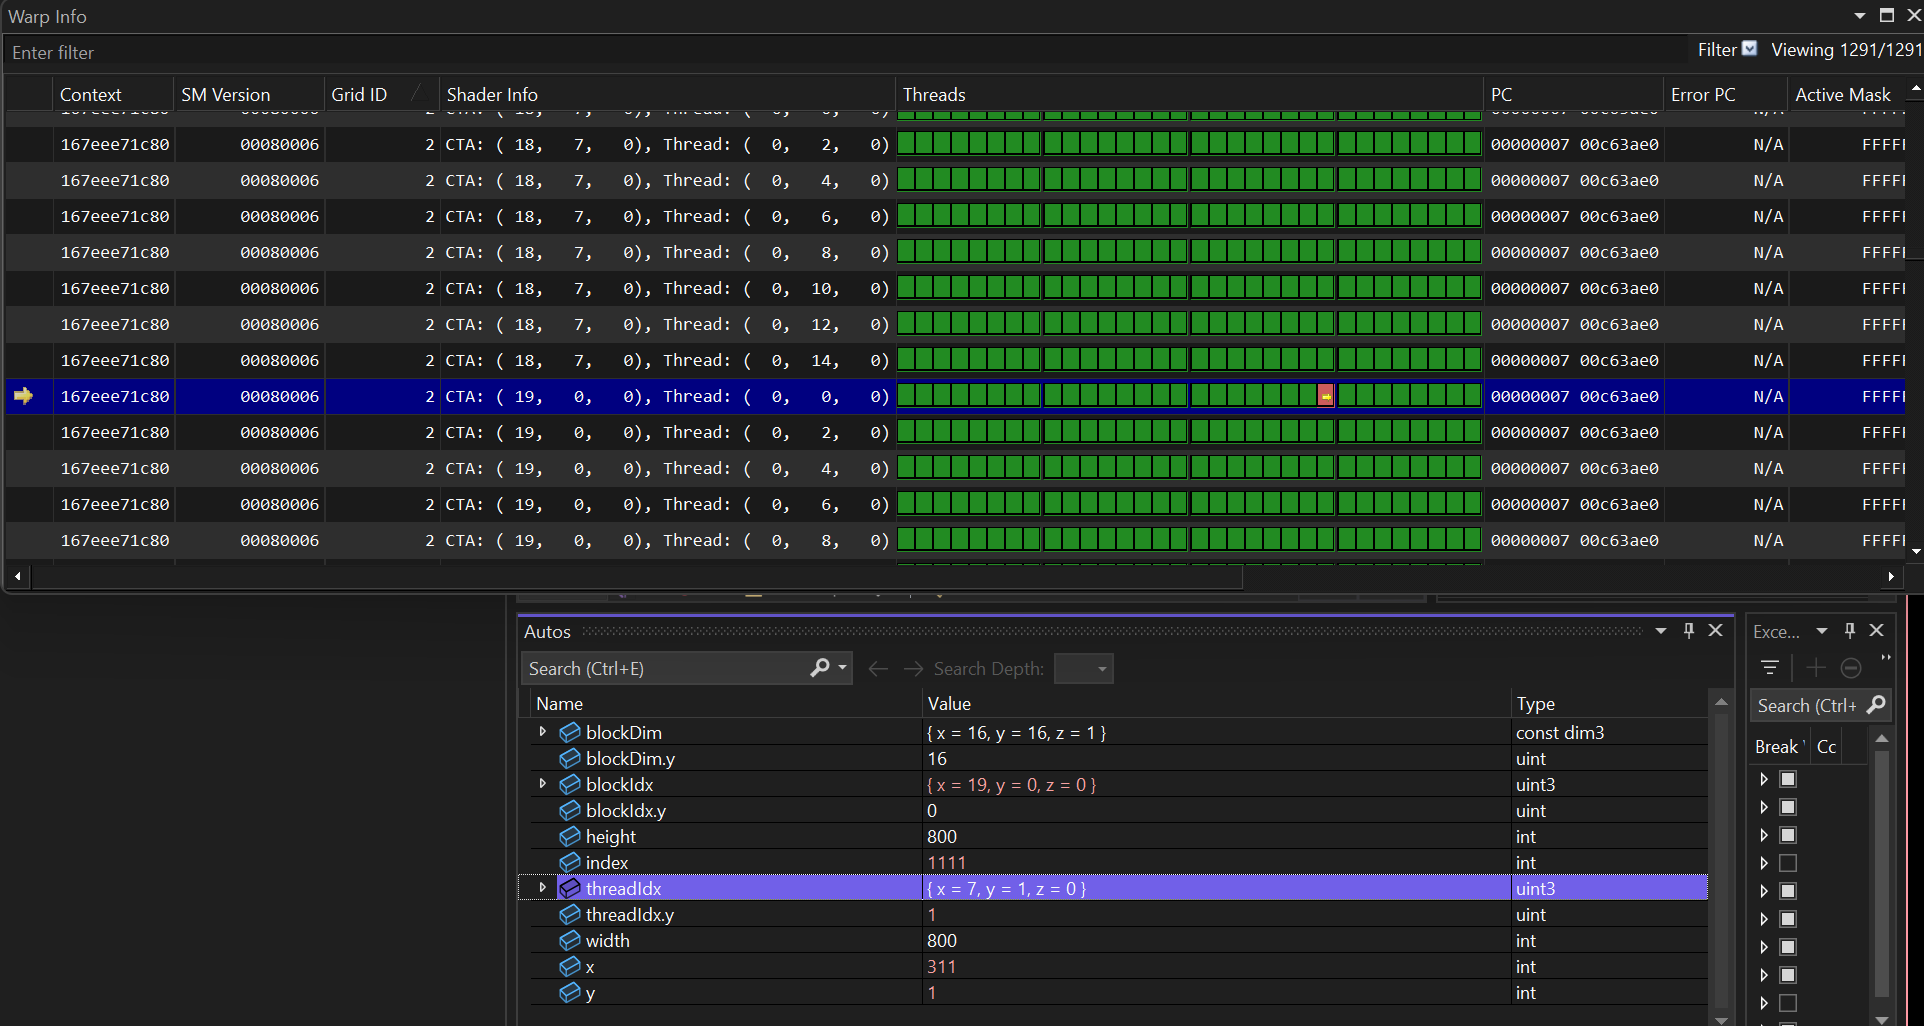 Warp Info
Enter filter
Filter Viewing 1291/1291
Context SM Version Grid ID Shader Info Threads PC Error PC Active Mask
167eee71c80 00080006 2 CTA: ( 18, 7, 0), Thread: ( 0, 2, 0) 00000007 00c63ae0 N/A FFFF
167eee71c80 00080006 2 CTA: ( 18, 7, 0), Thread: ( 0, 4, 0) 00000007 00c63ae0 N/A FFFF
167eee71c80 00080006 2 CTA: ( 18, 7, 0), Thread: ( 0, 6, 0) 00000007 00c63ae0 N/A FFFF
167eee71c80 00080006 2 CTA: ( 18, 7, 0), Thread: ( 0, 8, 0) 00000007 00c63ae0 N/A FFFF
167eee71c80 00080006 2 CTA: ( 18, 7, 0), Thread: ( 0, 10, 0) 00000007 00c63ae0 N/A FFFF
167eee71c80 00080006 2 CTA: ( 18, 7, 0), Thread: ( 0, 12, 0) 00000007 00c63ae0 N/A FFFF
167eee71c80 00080006 2 CTA: ( 18, 7, 0), Thread: ( 0, 14, 0) 00000007 00c63ae0 N/A FFFF
167eee71c80 00080006 2 CTA: ( 19, 0, 0), Thread: ( 0, 0, 0) 00000007 00c63ae0 N/A FFFF
167eee71c80 00080006 2 CTA: ( 19, 0, 0), Thread: ( 0, 2, 0) 00000007 00c63ae0 N/A FFFF
167eee71c80 00080006 2 CTA: ( 19, 0, 0), Thread: ( 0, 4, 0) 00000007 00c63ae0 N/A FFFF
167eee71c80 00080006 2 CTA: ( 19, 0, 0), Thread: ( 0, 6, 0) 00000007 00c63ae0 N/A FFFF
167eee71c80 00080006 2 CTA: ( 19, 0, 0), Thread: ( 0, 8, 0) 00000007 00c63ae0 N/A FFFF
Autos
Search (Ctrl+E) Search Depth:
Name Value Type
blockDim { x = 16, y = 16, z = 1 } const dim3
blockDim.y 16 uint
blockIdx { x = 19, y = 0, z = 0 } uint3
blockIdx.y 0 uint
height 800 int
index 1111 int
threadIdx { x = 7, y = 1, z = 0 } uint3
threadIdx.y 1 uint
width 800 int
x 311 int
y 1 int
Exce...
Search (Ctrl+
Break Cc